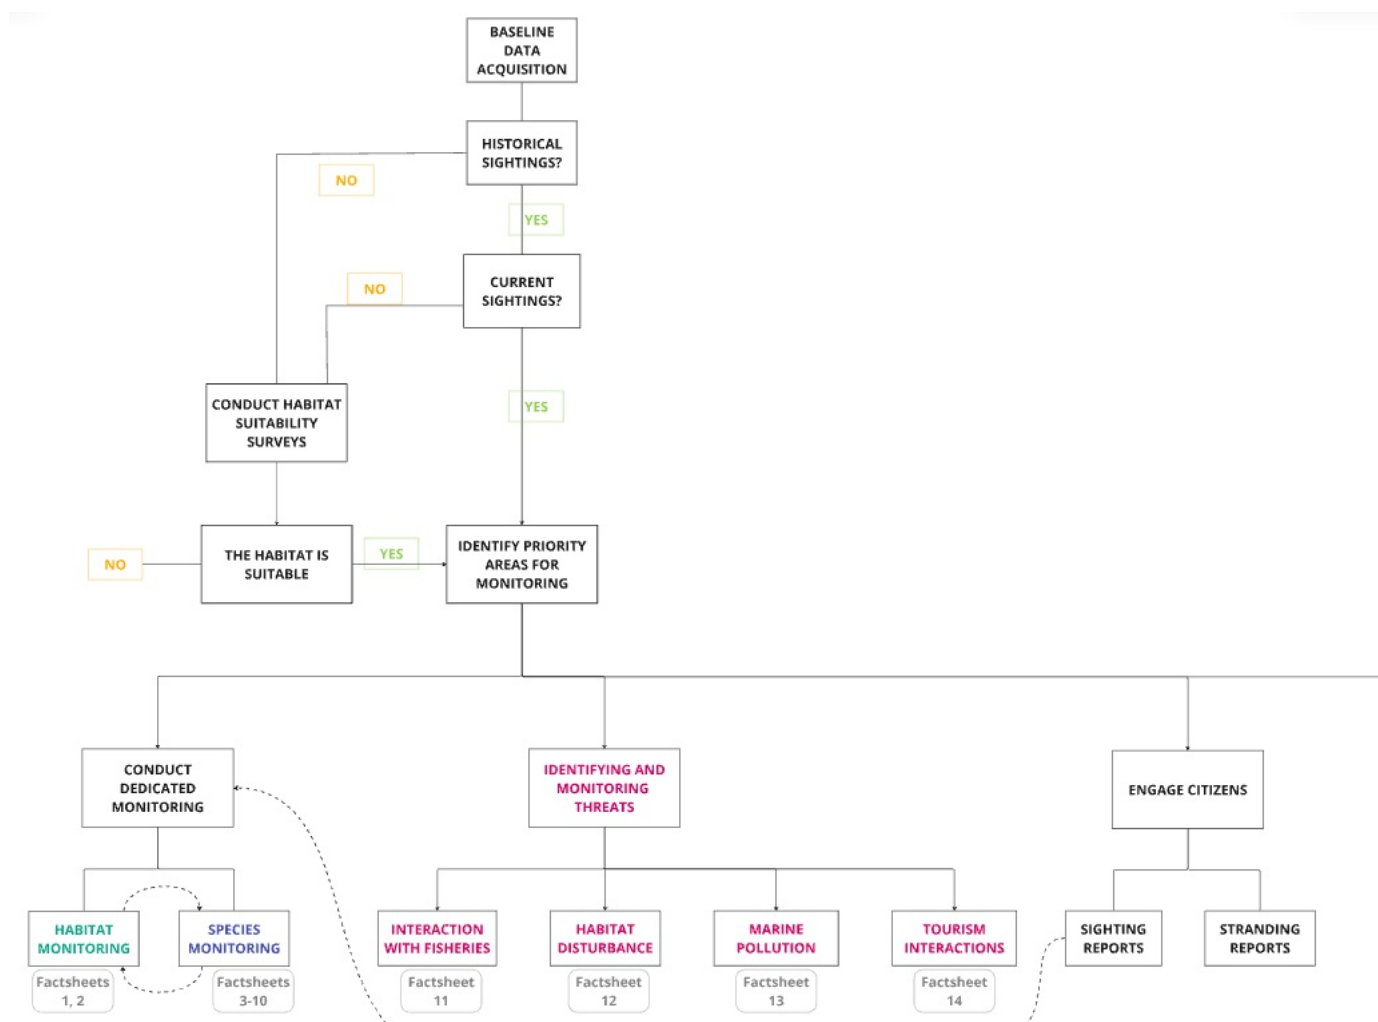 BASELINE
DATA
ACQUISITION
HISTORICAL
SIGHTINGS?
NO
YES
CURRENT
SIGHTINGS?
NO
YES
CONDUCT HABITAT
SUITABILITY
SURVEYS
THE HABITAT IS
SUITABLE
NO
YES
IDENTIFY PRIORITY
AREAS FOR
MONITORING
CONDUCT
DEDICATED
MONITORING
IDENTIFYING AND
MONITORING
THREATS
ENGAGE CITIZENS
HABITAT
MONITORING
SPECIES
MONITORING
INTERACTION
WITH FISHERIES
HABITAT
DISTURBANCE
MARINE
POLLUTION
TOURISM
INTERACTIONS
SIGHTING
REPORTS
STRANDING
REPORTS
Factsheets
1, 2
Factsheets
3-10
Factsheet
11
Factsheet
12
Factsheet
13
Factsheet
14